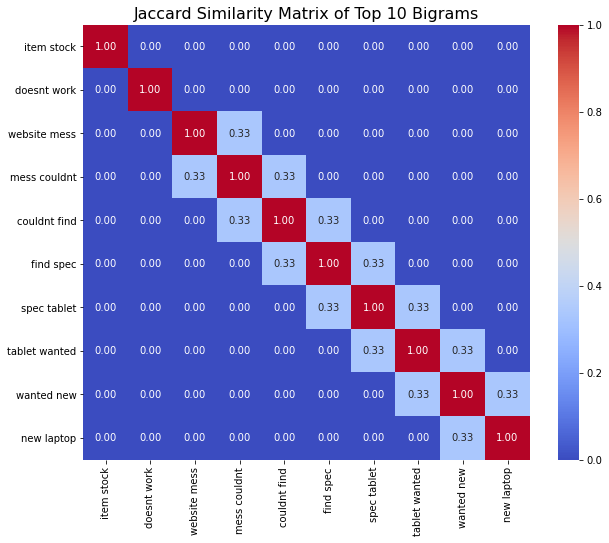 Jaccard Similarity Matrix of Top 10 Bigrams
item stock 1.00 0.00 0.00 0.00 0.00 0.00 0.00 0.00 0.00 0.00
doesnt work 0.00 1.00 0.00 0.00 0.00 0.00 0.00 0.00 0.00 0.00
website mess 0.00 0.00 1.00 0.33 0.00 0.00 0.00 0.00 0.00 0.00
mess couldnt 0.00 0.00 0.33 1.00 0.33 0.00 0.00 0.00 0.00 0.00
couldnt find 0.00 0.00 0.00 0.33 1.00 0.33 0.00 0.00 0.00 0.00
find spec 0.00 0.00 0.00 0.00 0.33 1.00 0.33 0.00 0.00 0.00
spec tablet 0.00 0.00 0.00 0.00 0.00 0.33 1.00 0.33 0.00 0.00
tablet wanted 0.00 0.00 0.00 0.00 0.00 0.00 0.33 1.00 0.33 0.00
wanted new 0.00 0.00 0.00 0.00 0.00 0.00 0.00 0.33 1.00 0.33
new laptop 0.00 0.00 0.00 0.00 0.00 0.00 0.00 0.00 0.33 1.00
item stock
doesnt work
website mess
mess couldnt
couldnt find
find spec
spec tablet
tablet wanted
wanted new
new laptop
1.0
0.8
0.6
0.4
0.2
0.0